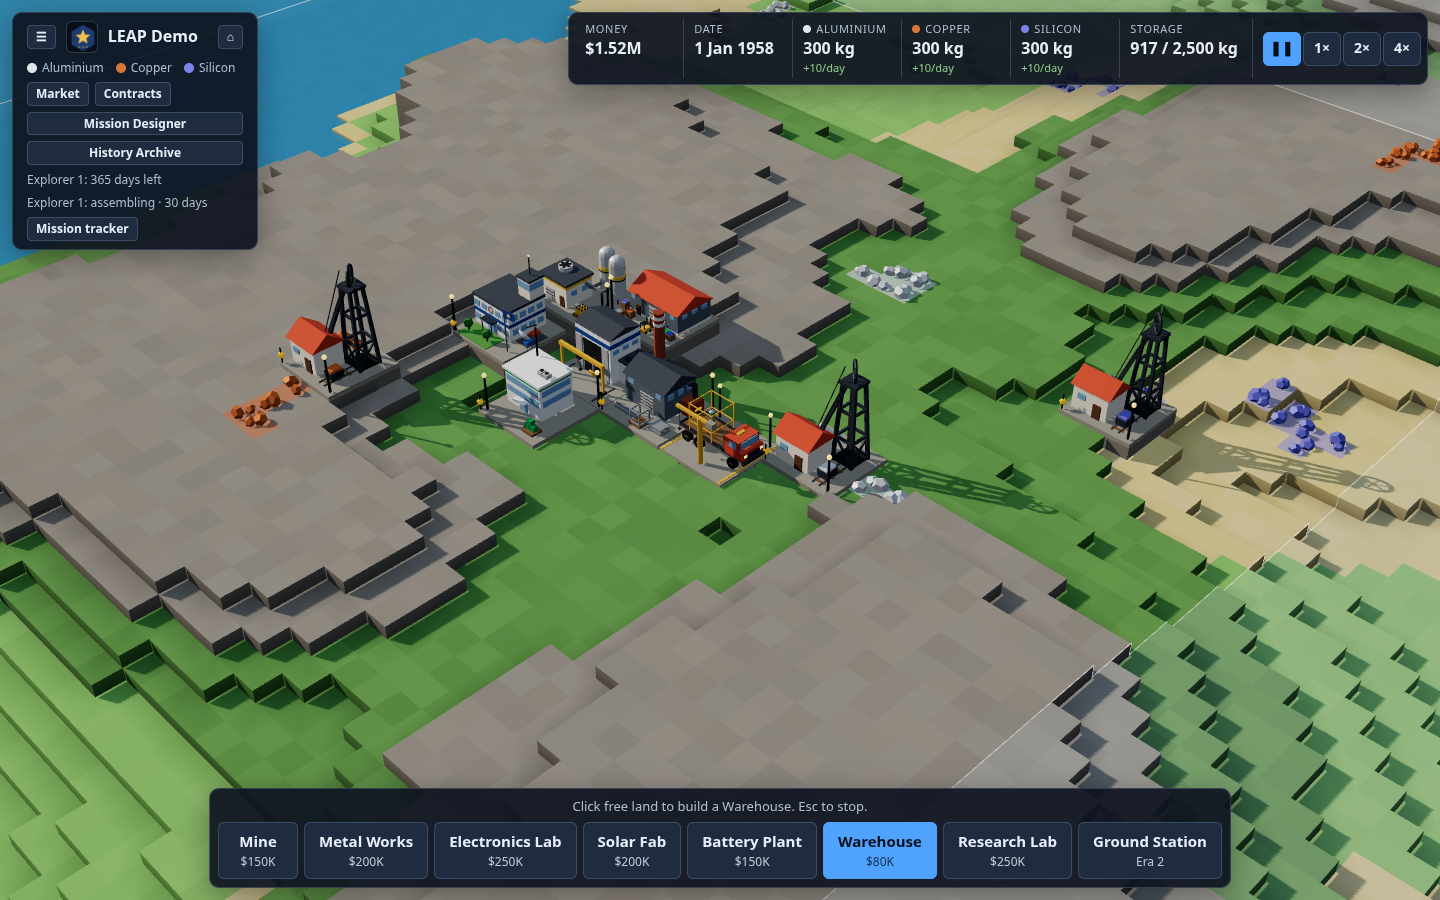 ☰ LEAP Demo ⌂
Aluminium Copper Silicon
Market Contracts
Mission Designer
History Archive
Explorer 1: 365 days left
Explorer 1: assembling · 30 days
Mission tracker
MONEY
$1.52M
DATE
1 Jan 1958
ALUMINIUM
300 kg
+10/day
COPPER
300 kg
+10/day
SILICON
300 kg
+10/day
STORAGE
917 / 2,500 kg
1× 2× 4×
Click free land to build a Warehouse. Esc to stop.
Mine
$150K
Metal Works
$200K
Electronics Lab
$250K
Solar Fab
$200K
Battery Plant
$150K
Warehouse
$80K
Research Lab
$250K
Ground Station
Era 2